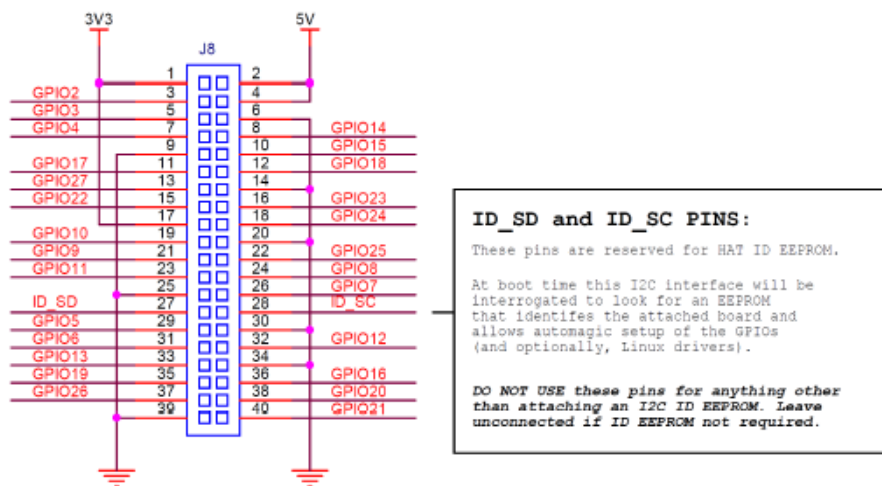 3V3 5V
J8
1 2
GPIO2 3 4
GPIO3 5 6
GPIO4 7 8 GPIO14
9 10 GPIO15
GPIO17 11 12 GPIO18
GPIO27 13 14
GPIO22 15 16 GPIO23
17 18 GPIO24
GPIO10 19 20
GPIO9 21 22 GPIO25
GPIO11 23 24 GPIO8
25 26 GPIO7
ID_SD 27 28 ID_SC
GPIO5 29 30
GPIO6 31 32 GPIO12
GPIO13 33 34
GPIO19 35 36 GPIO16
GPIO26 37 38 GPIO20
39 40 GPIO21
ID_SD and ID_SC PINS:
These pins are reserved for HAT ID EEPROM.
At boot time this I2C interface will be
interrogated to look for an EEPROM
that identifes the attached board and
allows automagic setup of the GPIOs
(and optionally, Linux drivers).
DO NOT USE these pins for anything other
than attaching an I2C ID EEPROM. Leave
unconnected if ID EEPROM not required.